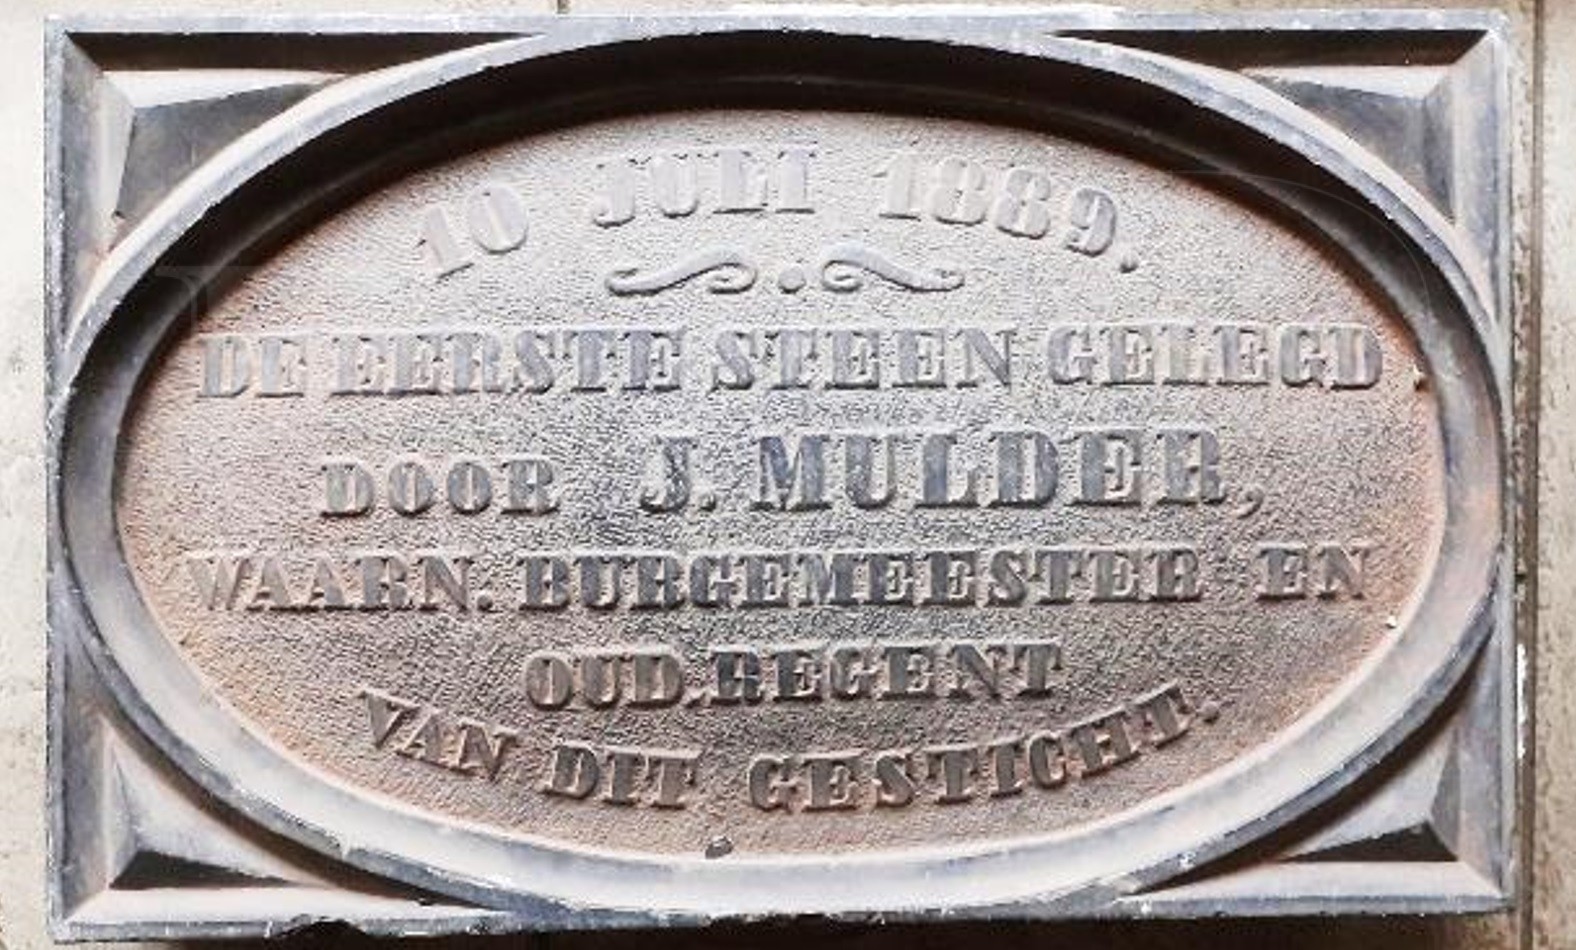 10 JULI 1889.
DE EERSTE STEEN GELEGD
DOOR J. MULDER,
WAARN. BURGEMEESTER EN
OUD.REGENT
VAN DIT GESTICHT.